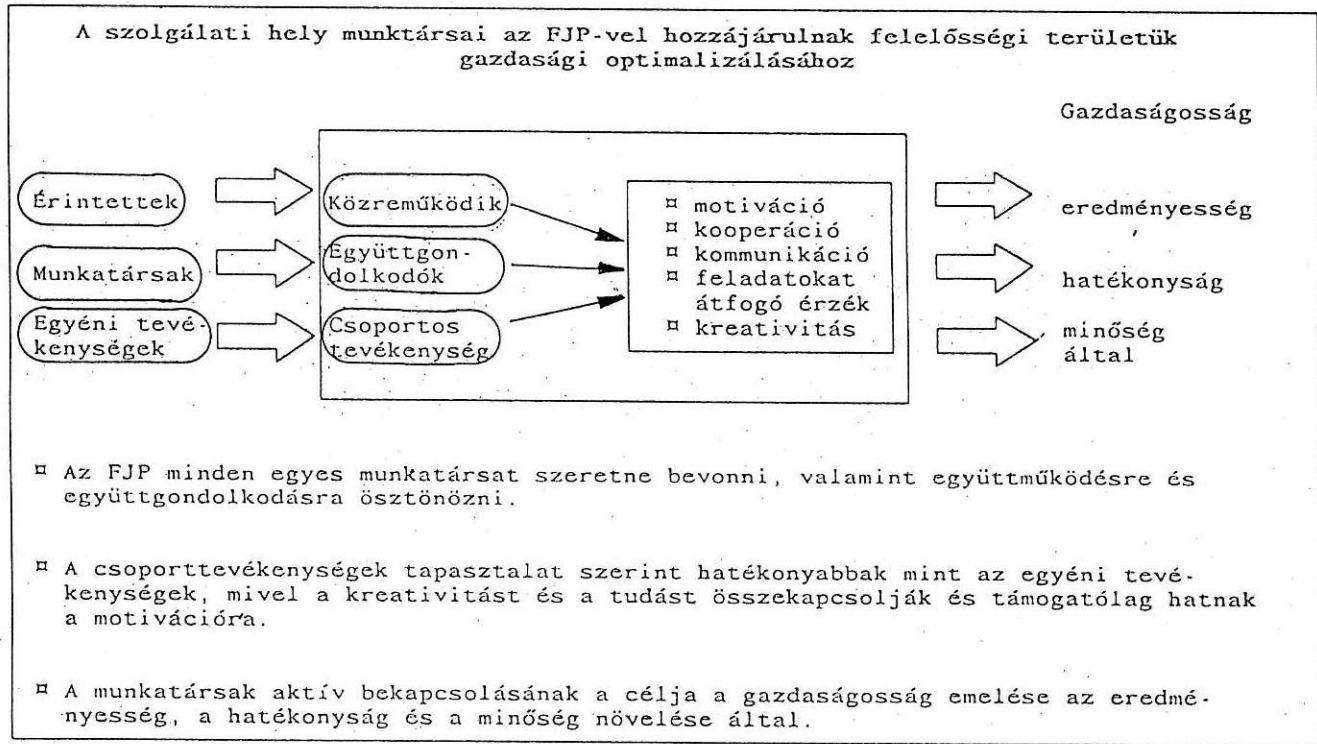 A szolgálati hely munktársai az FJP-vel hozzájárulnak felelősségi területük
gazdasági optimalizálásához
Gazdaságosság
Érintettek
Közreműködik
Munkatársak
Együttgon-
dolkodók
Egyéni tevé-
kenységek
Csoportos
tevékenység
¤ motiváció
¤ kooperáció
¤ kommunikáció
¤ feladatokat
átfogó érzék
¤ kreativitás
eredményesség
hatékonyság
minőség
által
¤ Az FJP minden egyes munkatársat szeretne bevonni, valamint együttműködésre és
együttgondolkodásra ösztönözni.
¤ A csoporttevékenységek tapasztalat szerint hatékonyabbak mint az egyéni tevé-
kenységek, mivel a kreativitást és a tudást összekapcsolják és támogatólag hatnak
a motivációra.
¤ A munkatársak aktív bekapcsolásának a célja a gazdaságosság emelése az eredmé-
nyesség, a hatékonyság és a minőség növelése által.